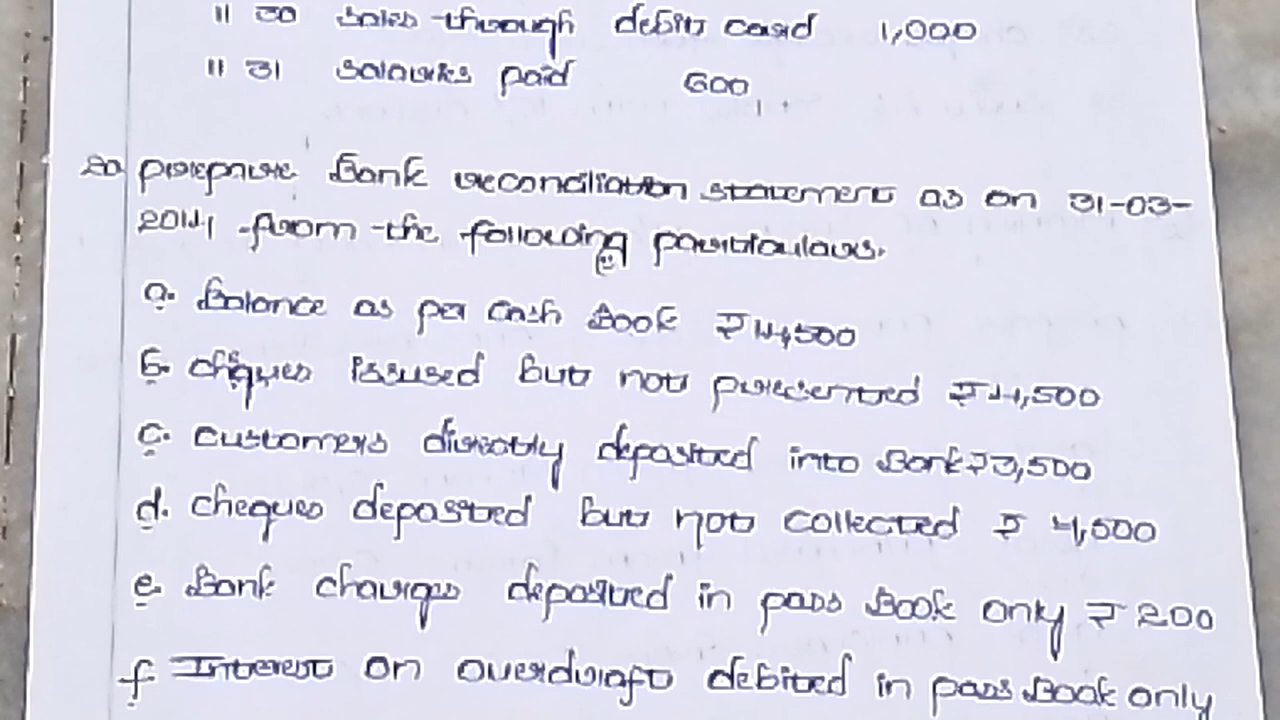 " 30 Sales through debit card 1,000
" 31 Salaries paid 600
20 prepare Bank reconciliation statement as on 31-03-
2014 from the following particulars.
a. Balance as per Cash Book ₹ 14,500
b. cheques issused but not presented ₹ 4,500
c. customers directly deposited into Bank ₹3,500
d. cheques deposited but not collected ₹ 4,500
e. Bank charges deposited in pass Book only ₹ 200
f. Interest on overdraft debited in pass Book only